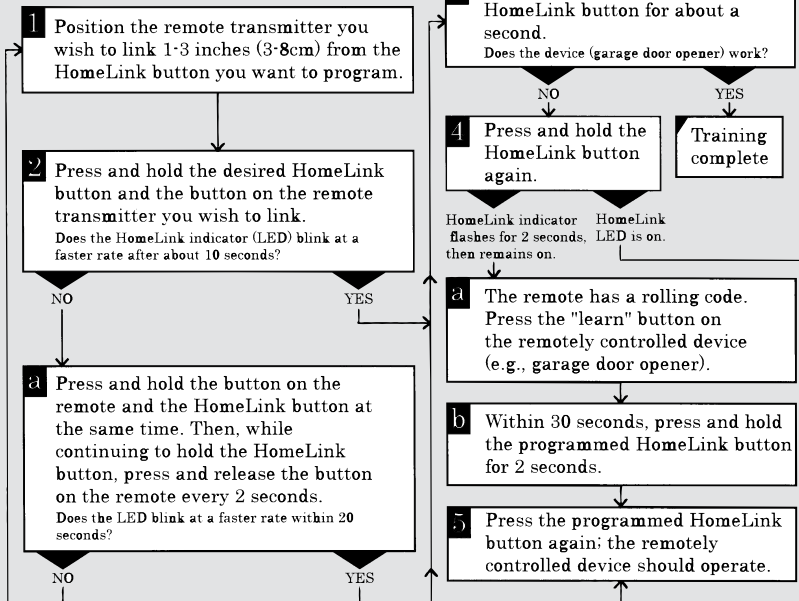 1
Position the remote transmitter you
wish to link 1-3 inches (3-8cm) from the
HomeLink button you want to program.
2
Press and hold the desired HomeLink
button and the button on the remote
transmitter you wish to link.
Does the HomeLink indicator (LED) blink at a
faster rate after about 10 seconds?
NO
YES
a
Press and hold the button on the
remote and the HomeLink button at
the same time. Then, while
continuing to hold the HomeLink
button, press and release the button
on the remote every 2 seconds.
Does the LED blink at a faster rate within 20
seconds?
NO
YES
HomeLink button for about a
second.
Does the device (garage door opener) work?
NO
YES
4
Press and hold the
HomeLink button
again.
Training
complete
HomeLink indicator
flashes for 2 seconds,
then remains on.
HomeLink
LED is on.
a
The remote has a rolling code.
Press the "learn" button on
the remotely controlled device
(e.g., garage door opener).
b
Within 30 seconds, press and hold
the programmed HomeLink button
for 2 seconds.
5
Press the programmed HomeLink
button again; the remotely
controlled device should operate.